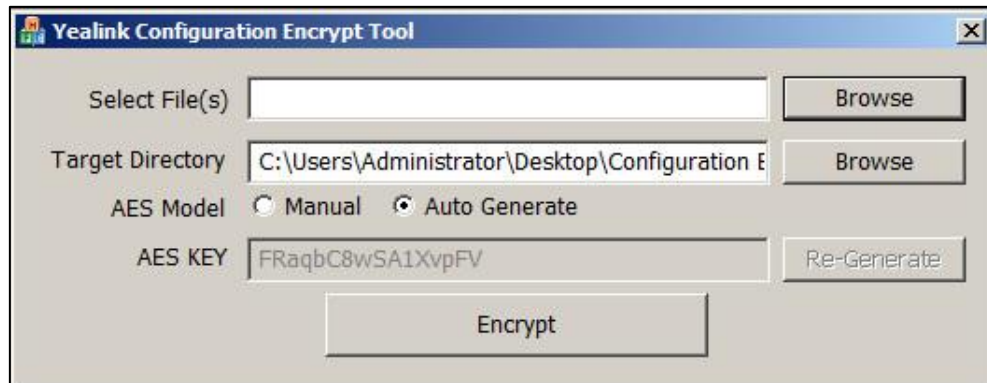 Yealink Configuration Encrypt Tool
Select File(s) Browse
Target Directory C:\Users\Administrator\Desktop\Configuration E Browse
AES Model Manual Auto Generate
AES KEY FRaqbC8wSA1XvpFV Re-Generate
Encrypt